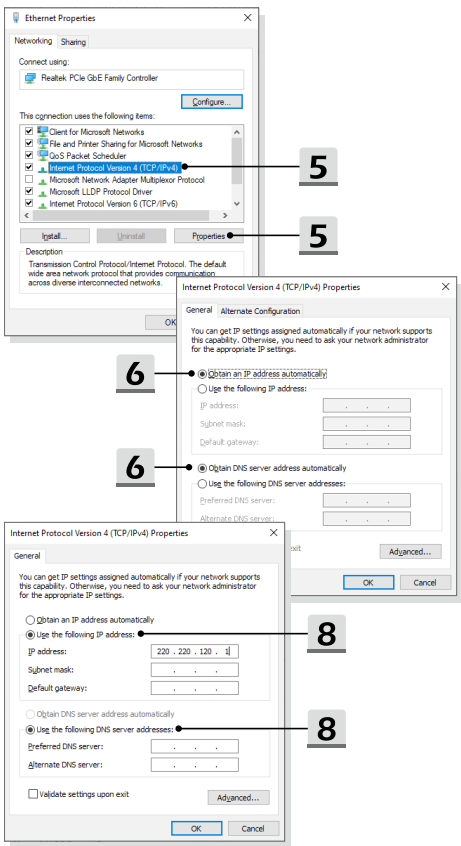 Ethernet Properties
Networking
Sharing
Connect using:
Realtek PCIe GbE Family Controller
Configure...
This connection uses the following items:
Client for Microsoft Networks
File and Printer Sharing for Microsoft Networks
QoS Packet Scheduler
Internet Protocol Version 4 (TCP/IPv4)
5
Microsoft Network Adapter Multiplexor Protocol
Microsoft LLDP Protocol Driver
Internet Protocol Version 6 (TCP/IPv6)
Install...
Uninstall
Properties
5
Description
Transmission Control Protocol/Internet Protocol. The default
wide area network protocol that provides communication
across diverse interconnected networks.
OK
Internet Protocol Version 4 (TCP/IPv4) Properties
General
Alternate Configuration
You can get IP settings assigned automatically if your network supports
this capability. Otherwise, you need to ask your network administrator
for the appropriate IP settings.
6
Obtain an IP address automatically
Use the following IP address:
IP address:
Subnet mask:
Default gateway:
6
Obtain DNS server address automatically
Use the following DNS server addresses:
Preferred DNS server:
Alternate DNS server:
exit
Advanced...
OK
Cancel
Internet Protocol Version 4 (TCP/IPv4) Properties
General
You can get IP settings assigned automatically if your network supports
this capability. Otherwise, you need to ask your network administrator
for the appropriate IP settings.
Obtain an IP address automatically
Use the following IP address:
8
IP address:
220 . 220 . 120 . 1
Subnet mask:
Default gateway:
Obtain DNS server address automatically
Use the following DNS server addresses:
8
Preferred DNS server:
Alternate DNS server:
Validate settings upon exit
Advanced...
OK
Cancel